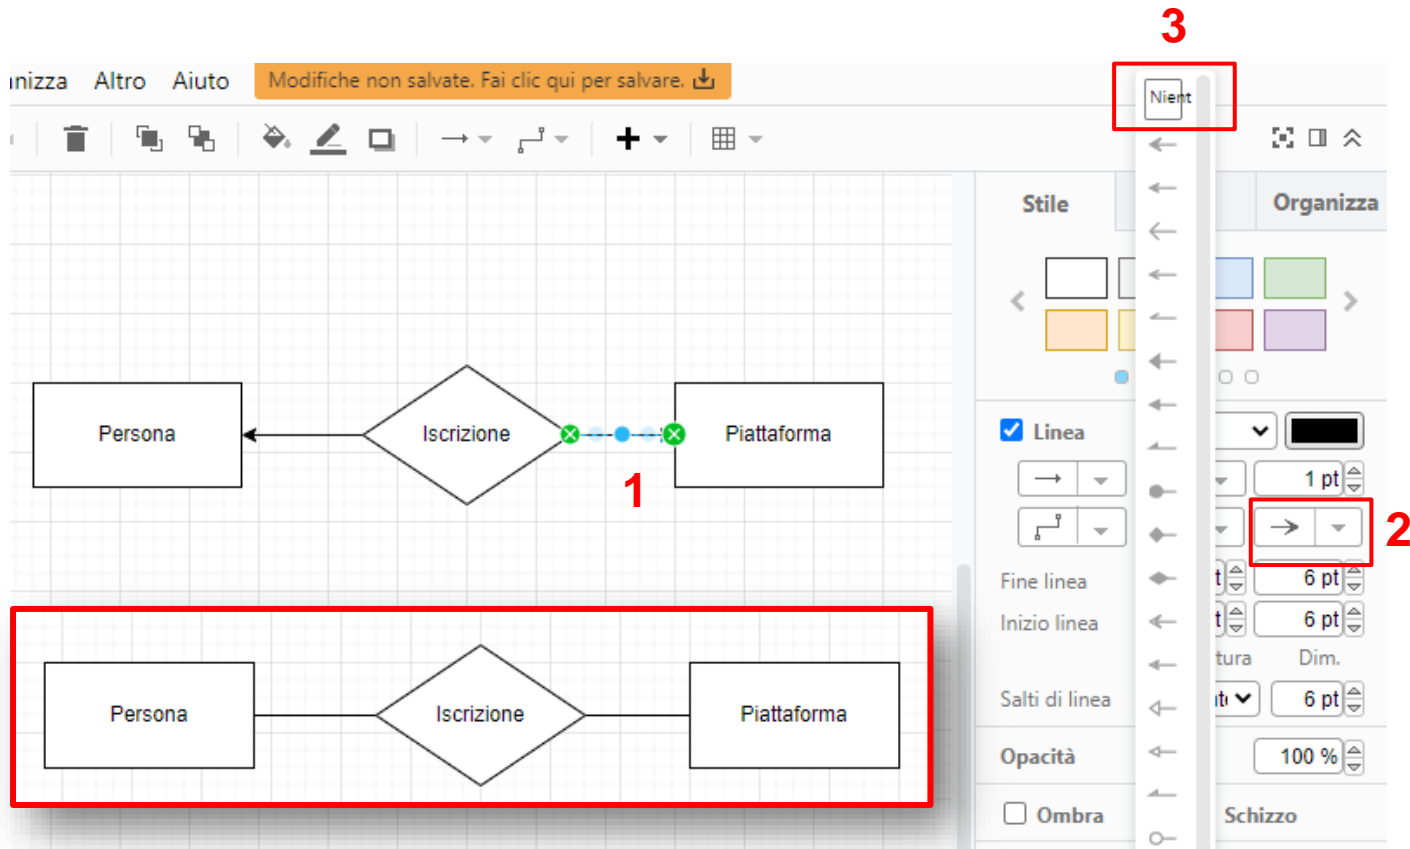 3
nizza Altro Aiuto Modifiche non salvate. Fai clic qui per salvare.
Nient
Stile Organizza
Persona Iscrizione Piattaforma
Linea
1
1 pt
2
Fine linea t 6 pt
Inizio linea t 6 pt
tura Dim.
Persona Iscrizione Piattaforma
Salti di linea 6 pt
Opacità 100 %
Ombra Schizzo